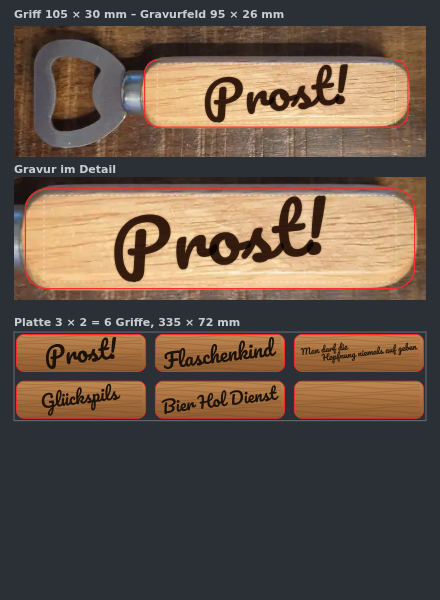 Griff 105 × 30 mm – Gravurfeld 95 × 26 mm
Prost!
Gravur im Detail
Prost!
Platte 3 × 2 = 6 Griffe, 335 × 72 mm
Prost!
Flaschenkind
Man darf die
Hopfnung niemals auf geben
Glückspils
Bier Hol Dienst